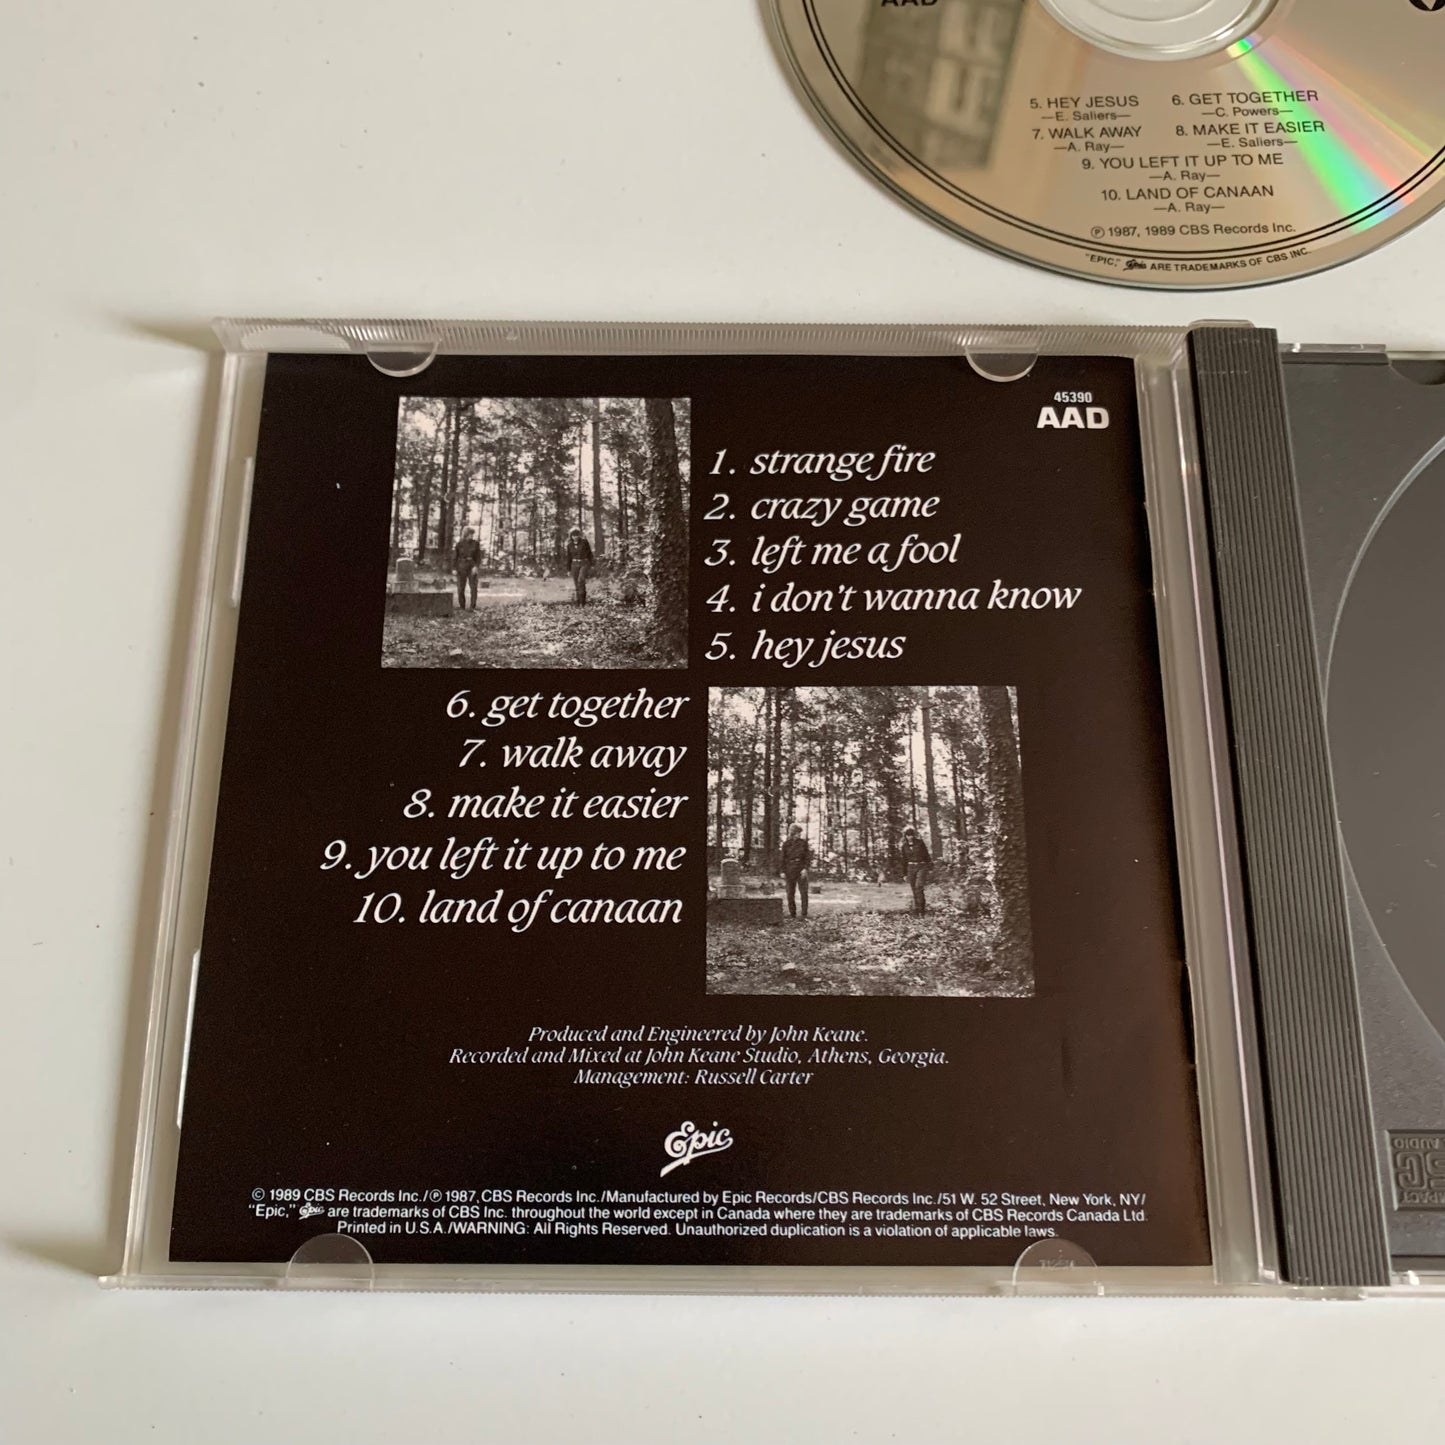 AAD
5. HEY JESUS
—E. Saliers—
6. GET TOGETHER
—C. Powers—
7. WALK AWAY
—A. Ray—
8. MAKE IT EASIER
—E. Saliers—
9. YOU LEFT IT UP TO ME
—A. Ray—
10. LAND OF CANAAN
—A. Ray—
℗ 1987, 1989 CBS Records Inc.
"EPIC," Epic ARE TRADEMARKS OF CBS INC.
45390
AAD
1. strange fire
2. crazy game
3. left me a fool
4. i don't wanna know
5. hey jesus
6. get together
7. walk away
8. make it easier
9. you left it up to me
10. land of canaan
Produced and Engineered by John Keane.
Recorded and Mixed at John Keane Studio, Athens, Georgia.
Management: Russell Carter
Epic
© 1989 CBS Records Inc./℗ 1987, CBS Records Inc./Manufactured by Epic Records/CBS Records Inc./51 W. 52 Street, New York, NY/
"Epic," Epic are trademarks of CBS Inc. throughout the world except in Canada where they are trademarks of CBS Records Canada Ltd.
Printed in U.S.A./WARNING: All Rights Reserved. Unauthorized duplication is a violation of applicable laws.